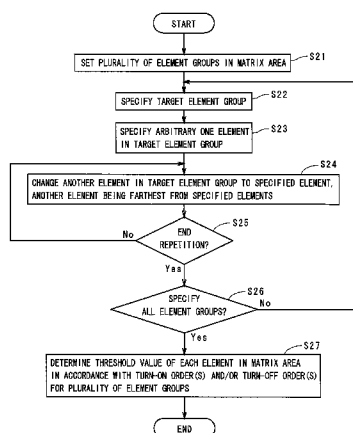 START
S21
SET PLURALITY OF ELEMENT GROUPS IN MATRIX AREA
S22
SPECIFY TARGET ELEMENT GROUP
S23
SPECIFY ARBITRARY ONE ELEMENT
IN TARGET ELEMENT GROUP
S24
CHANGE ANOTHER ELEMENT IN TARGET ELEMENT GROUP TO SPECIFIED ELEMENT,
ANOTHER ELEMENT BEING FARTHEST FROM SPECIFIED ELEMENTS
S25
No
END
REPETITION?
Yes
S26
SPECIFY
ALL ELEMENT GROUPS?
No
Yes
S27
DETERMINE THRESHOLD VALUE OF EACH ELEMENT IN MATRIX AREA
IN ACCORDANCE WITH TURN-ON ORDER(S) AND/OR TURN-OFF ORDER(S)
FOR PLURALITY OF ELEMENT GROUPS
END